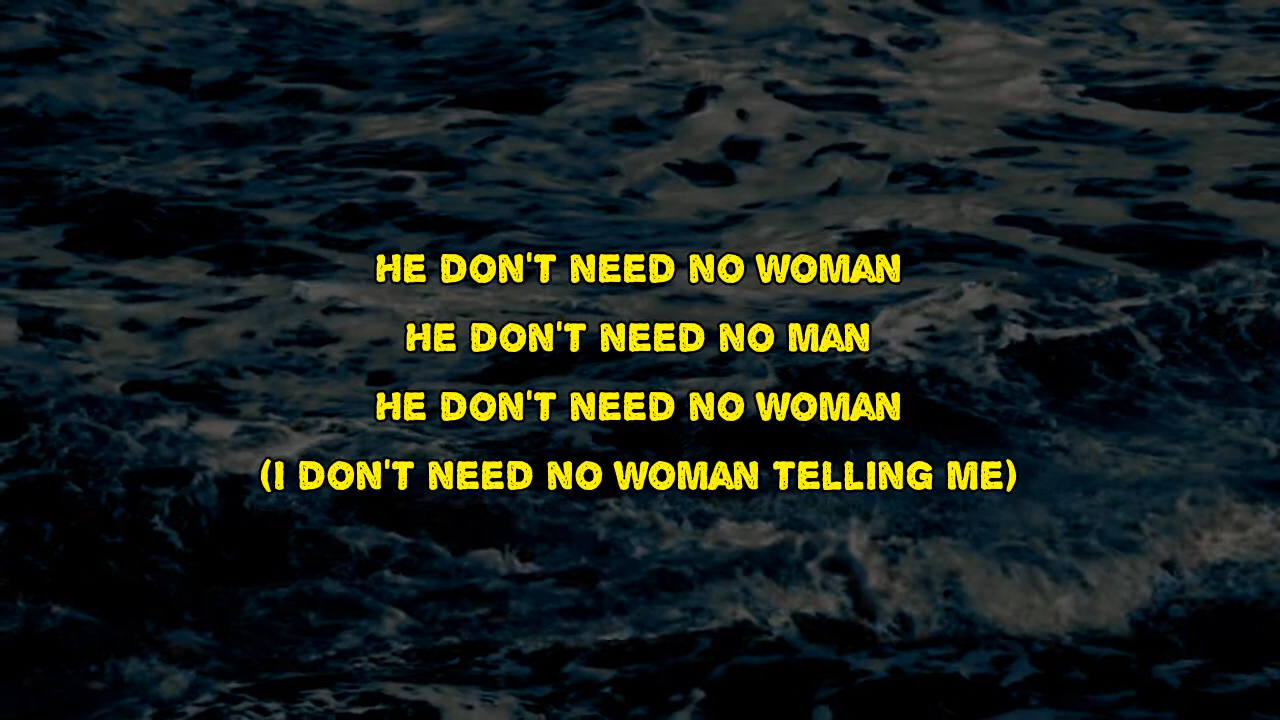 HE DON'T NEED NO WOMAN
HE DON'T NEED NO MAN
HE DON'T NEED NO WOMAN
(I DON'T NEED NO WOMAN TELLING ME)